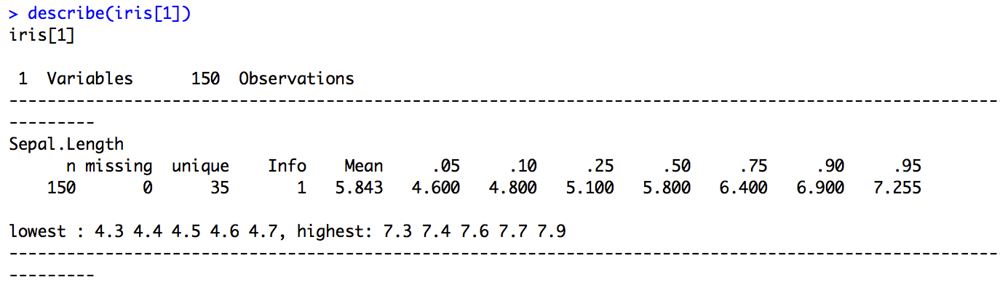 > describe(iris[1])
iris[1]

 1  Variables      150  Observations
-------------------------------------------------------------------------------------------------------
---------
Sepal.Length
      n missing  unique    Info    Mean     .05     .10     .25     .50     .75     .90     .95
    150       0      35       1   5.843   4.600   4.800   5.100   5.800   6.400   6.900   7.255

lowest : 4.3 4.4 4.5 4.6 4.7, highest: 7.3 7.4 7.6 7.7 7.9
-------------------------------------------------------------------------------------------------------
---------